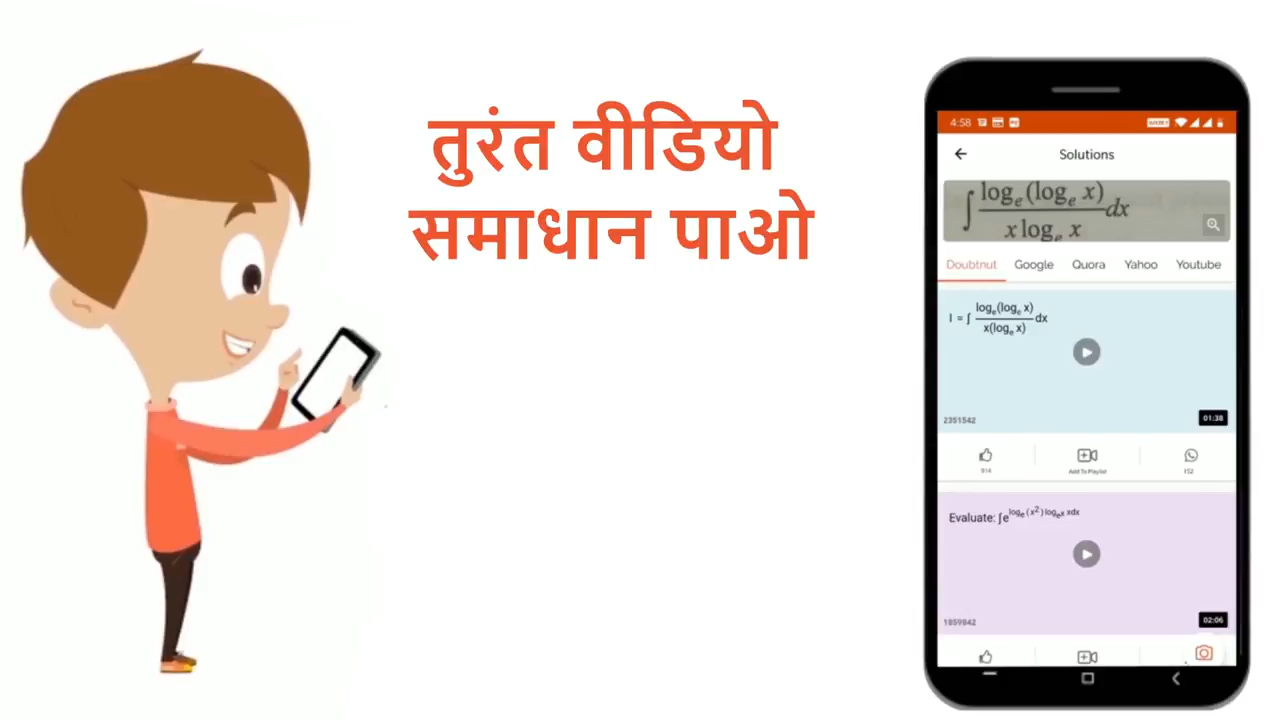 तुरंत वीडियो
समाधान पाओ
4:58
Solutions
∫ logₑ(logₑ x) / x logₑ x dx
Doubtnut Google Quora Yahoo Youtube
I = ∫ logₑ(logₑ x) / x(logₑ x) dx
2351542 01:38
914 Add To Playlist 152
Evaluate: ∫e^logₑ(x²) logₑx xdx
1859842 02:06